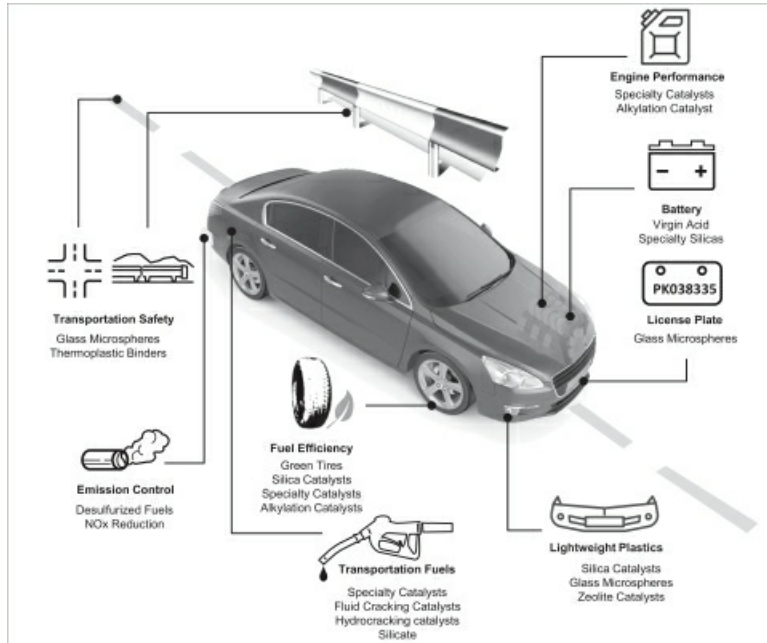 Engine Performance
Specialty Catalysts
Alkylation Catalyst
Battery
Virgin Acid
Specialty Silicas
PK038335
License Plate
Glass Microspheres
Transportation Safety
Glass Microspheres
Thermoplastic Binders
Fuel Efficiency
Green Tires
Silica Catalysts
Specialty Catalysts
Alkylation Catalysts
Emission Control
Desulfurized Fuels
NOx Reduction
Transportation Fuels
Specialty Catalysts
Fluid Cracking Catalysts
Hydrocracking catalysts
Silicate
Lightweight Plastics
Silica Catalysts
Glass Microspheres
Zeolite Catalysts